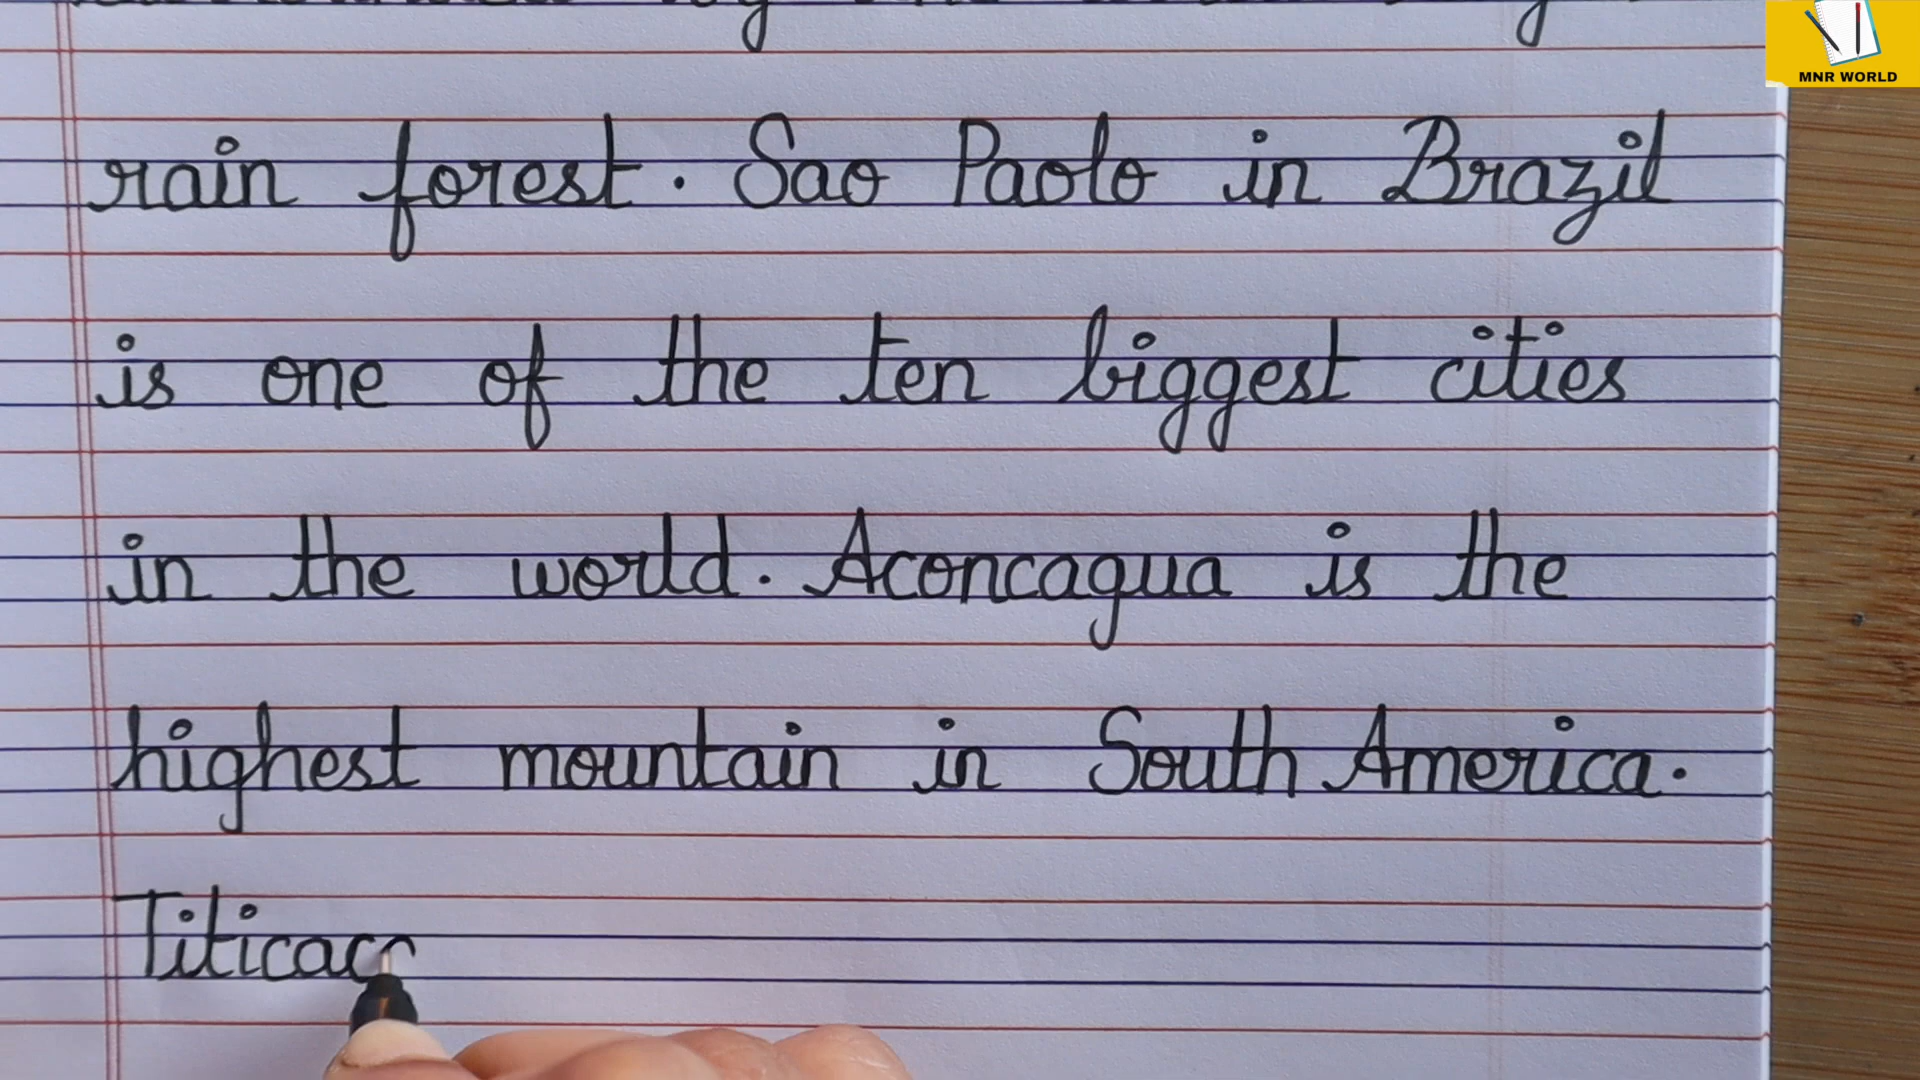 MNR WORLD
rain forest. Sao Paolo in Brazil
is one of the ten biggest cities
in the world. Aconcagua is the
highest mountain in South America.
Titicaca